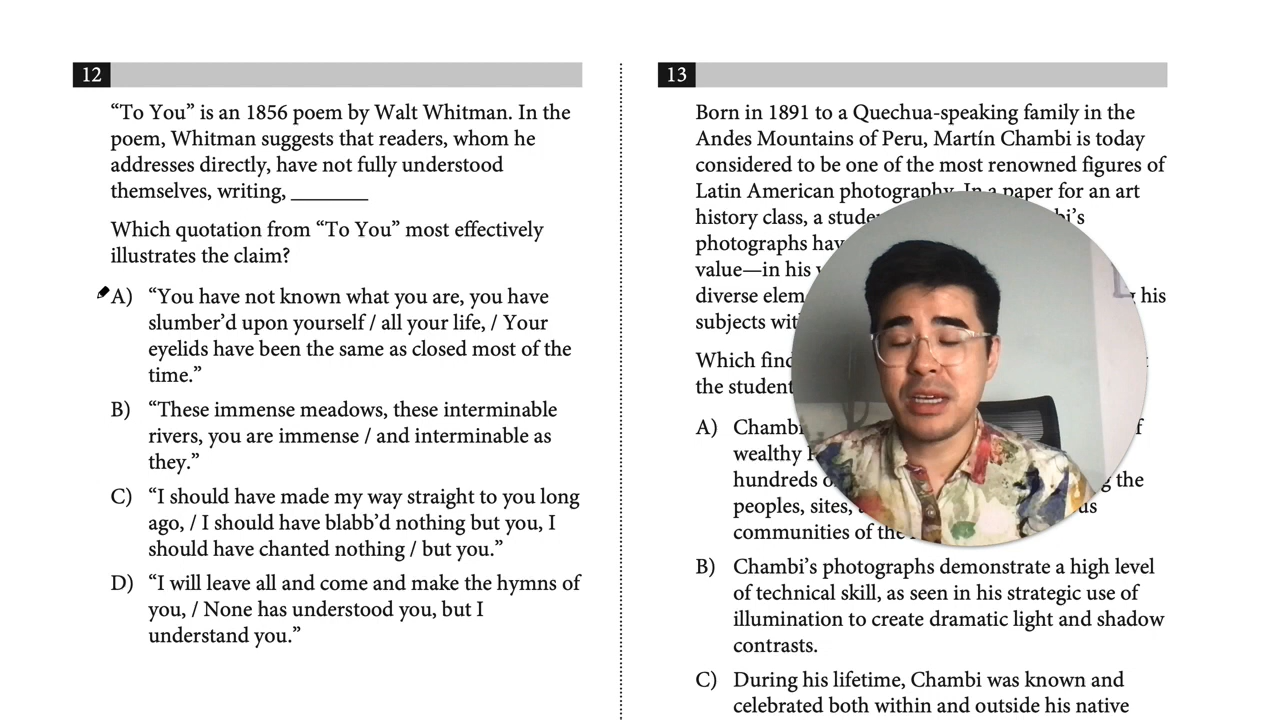 12
“To You” is an 1856 poem by Walt Whitman. In the
poem, Whitman suggests that readers, whom he
addresses directly, have not fully understood
themselves, writing, _______
Which quotation from “To You” most effectively
illustrates the claim?
A) “You have not known what you are, you have
slumber’d upon yourself / all your life, / Your
eyelids have been the same as closed most of the
time.”
B) “These immense meadows, these interminable
rivers, you are immense / and interminable as
they.”
C) “I should have made my way straight to you long
ago, / I should have blabb’d nothing but you, I
should have chanted nothing / but you.”
D) “I will leave all and come and make the hymns of
you, / None has understood you, but I
understand you.”
13
Born in 1891 to a Quechua-speaking family in the
Andes Mountains of Peru, Martín Chambi is today
considered to be one of the most renowned figures of
Latin American photography. In a paper for an art
history class, a
photographs
value—in his
diverse his
subjects
Which
the student
A) Chambi
wealthy
hundreds the
peoples, sites,
communities of the
B) Chambi’s photographs demonstrate a high level
of technical skill, as seen in his strategic use of
illumination to create dramatic light and shadow
contrasts.
C) During his lifetime, Chambi was known and
celebrated both within and outside his native